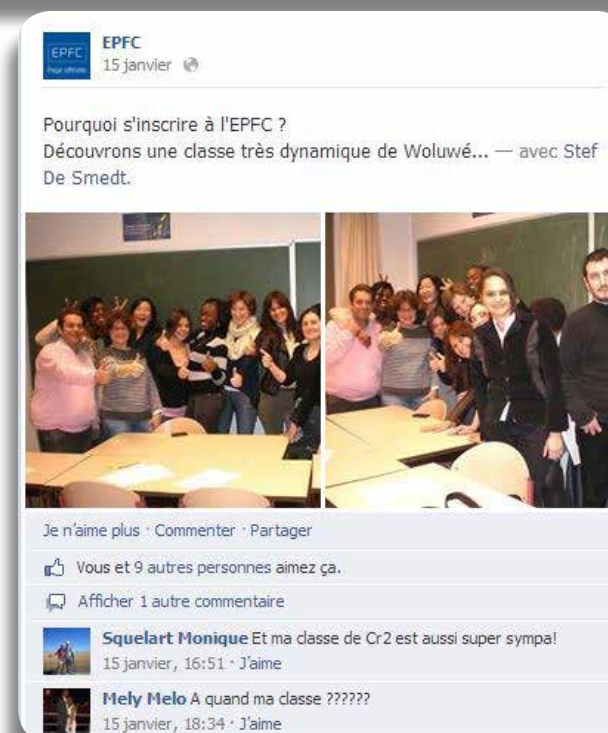 EPFC
EPFC
15 janvier
Pourquoi s'inscrire à l'EPFC ?
Découvrons une classe très dynamique de Woluwé... — avec Stef
De Smedt.
Je n'aime plus · Commenter · Partager
Vous et 9 autres personnes aimez ça.
Afficher 1 autre commentaire
Squelart Monique Et ma classe de Cr2 est aussi super sympa!
15 janvier, 16:51 · J'aime
Mely Melo A quand ma classe ??????
15 janvier, 18:34 · J'aime